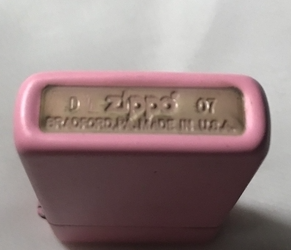 D zippo 07
BRADFORD, PA. MADE IN U.S.A.